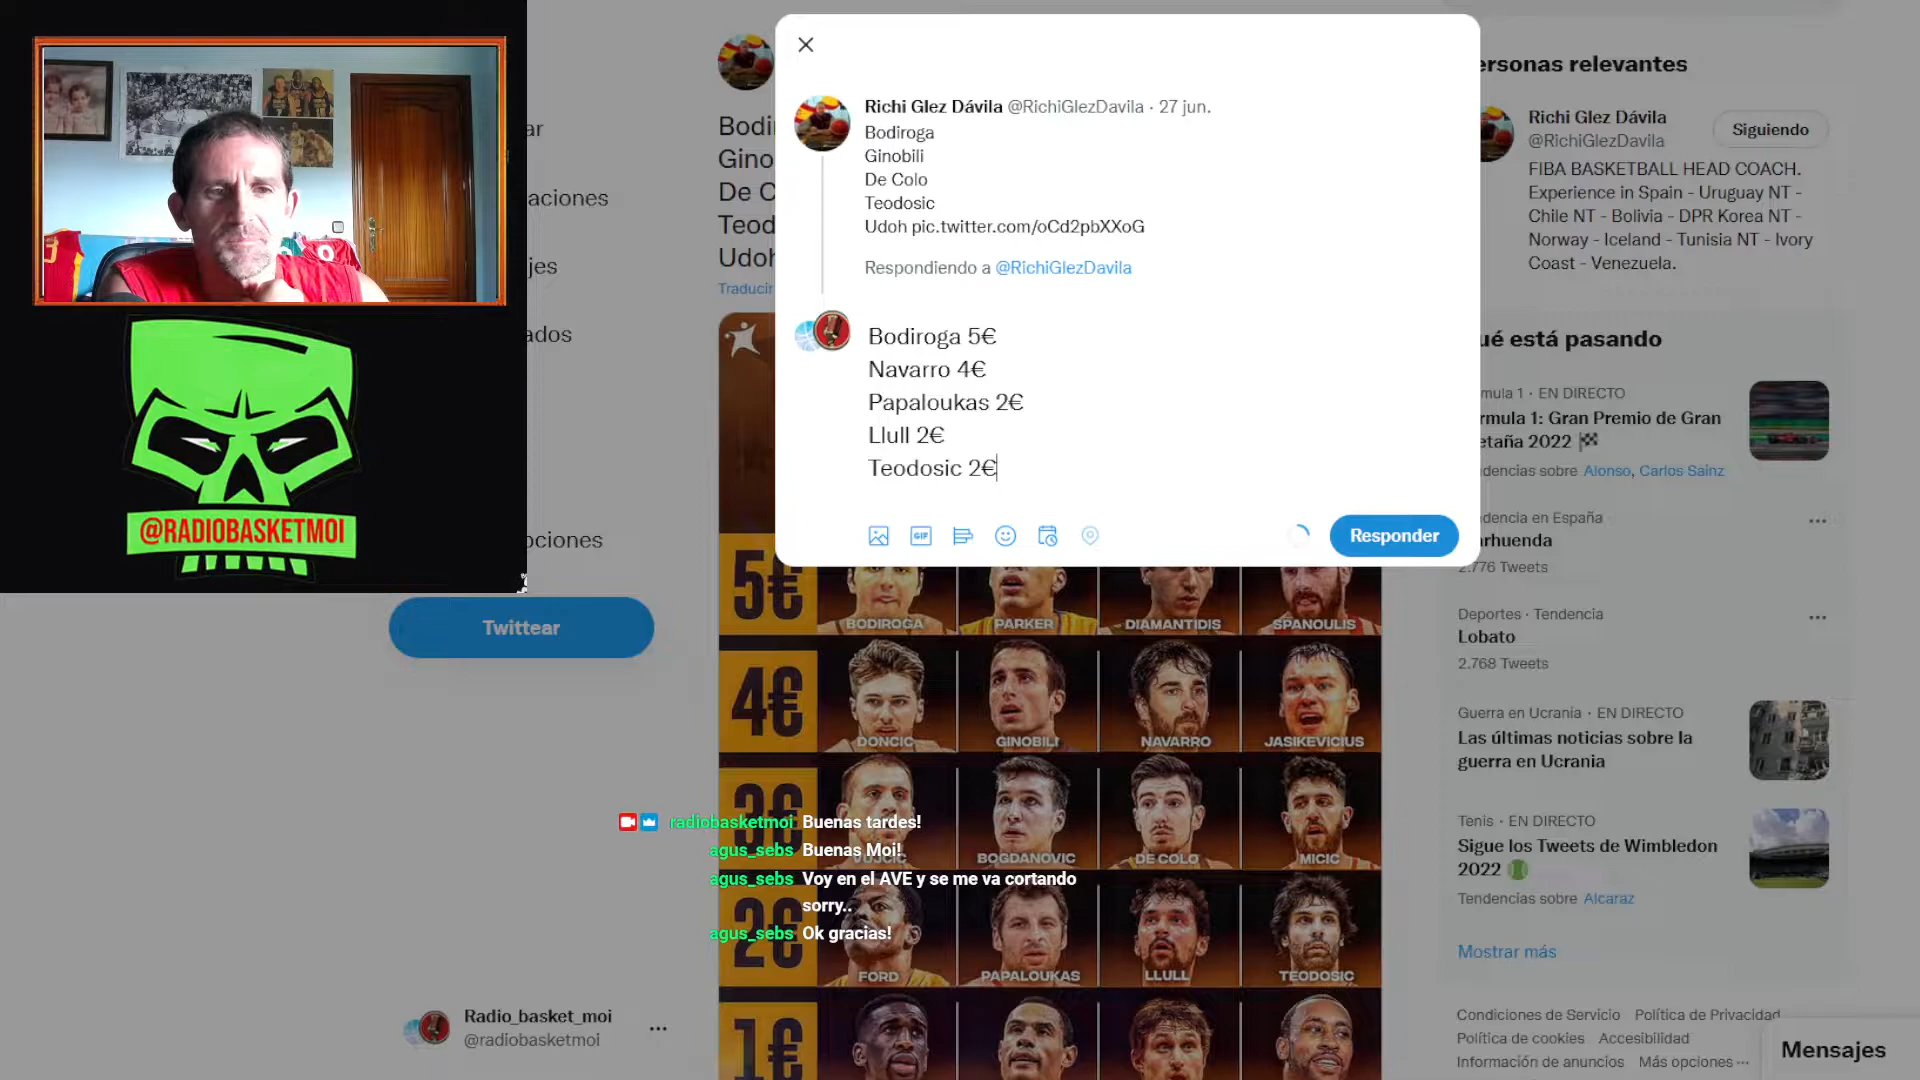 @RADIOBASKETMOI
Twittear
Radio_basket_moi
@radiobasketmoi
ar
aciones
jes
ados
ociones
Bodi
Gino
De C
Teod
Udoh
Traducir
Richi Glez Dávila @RichiGlezDavila · 27 jun.
Bodiroga
Ginobili
De Colo
Teodosic
Udoh pic.twitter.com/oCd2pbXXoG
Respondiendo a @RichiGlezDavila
Bodiroga 5€
Navarro 4€
Papaloukas 2€
Llull 2€
Teodosic 2€
GIF
Responder
5€
BODIROGA PARKER DIAMANTIDIS SPANOULIS
4€
DONCIC GINOBILI NAVARRO JASIKEVICIUS
3€
VUJCIC BOGDANOVIC DE COLO MICIC
2€
FORD PAPALOUKAS LLULL TEODOSIC
1€
radiobasketmoi Buenas tardes!
agus_sebs Buenas Moi!
agus_sebs Voy en el AVE y se me va cortando
sorry..
agus_sebs Ok gracias!
ersonas relevantes
Richi Glez Dávila
@RichiGlezDavila
Siguiendo
FIBA BASKETBALL HEAD COACH.
Experience in Spain - Uruguay NT -
Chile NT - Bolivia - DPR Korea NT -
Norway - Iceland - Tunisia NT - Ivory
Coast - Venezuela.
ué está pasando
mula 1 · EN DIRECTO
rmula 1: Gran Premio de Gran
etaña 2022
dencias sobre Alonso, Carlos Sainz
dencia en España
rhuenda
2.776 Tweets
Deportes · Tendencia
Lobato
2.768 Tweets
Guerra en Ucrania · EN DIRECTO
Las últimas noticias sobre la
guerra en Ucrania
Tenis · EN DIRECTO
Sigue los Tweets de Wimbledon
2022
Tendencias sobre Alcaraz
Mostrar más
Condiciones de Servicio Política de Privacidad
Política de cookies Accesibilidad
Información de anuncios Más opciones ···
Mensajes